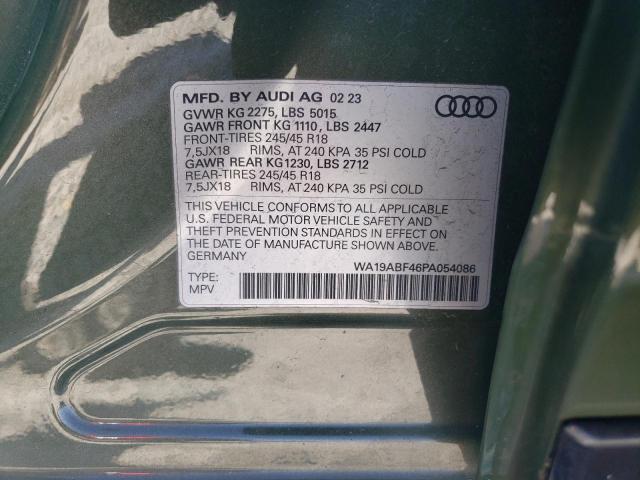 MFD. BY AUDI AG 02 23
GVWR KG 2275, LBS 5015
GAWR FRONT KG 1110, LBS 2447
FRONT-TIRES 245/45 R18
7,5JX18 RIMS, AT 240 KPA 35 PSI COLD
GAWR REAR KG1230, LBS 2712
REAR-TIRES 245/45 R18
7,5JX18 RIMS, AT 240 KPA 35 PSI COLD
THIS VEHICLE CONFORMS TO ALL APPLICABLE
U.S. FEDERAL MOTOR VEHICLE SAFETY AND
THEFT PREVENTION STANDARDS IN EFFECT ON
THE DATE OF MANUFACTURE SHOWN ABOVE.
GERMANY
WA19ABF46PA054086
TYPE:
MPV